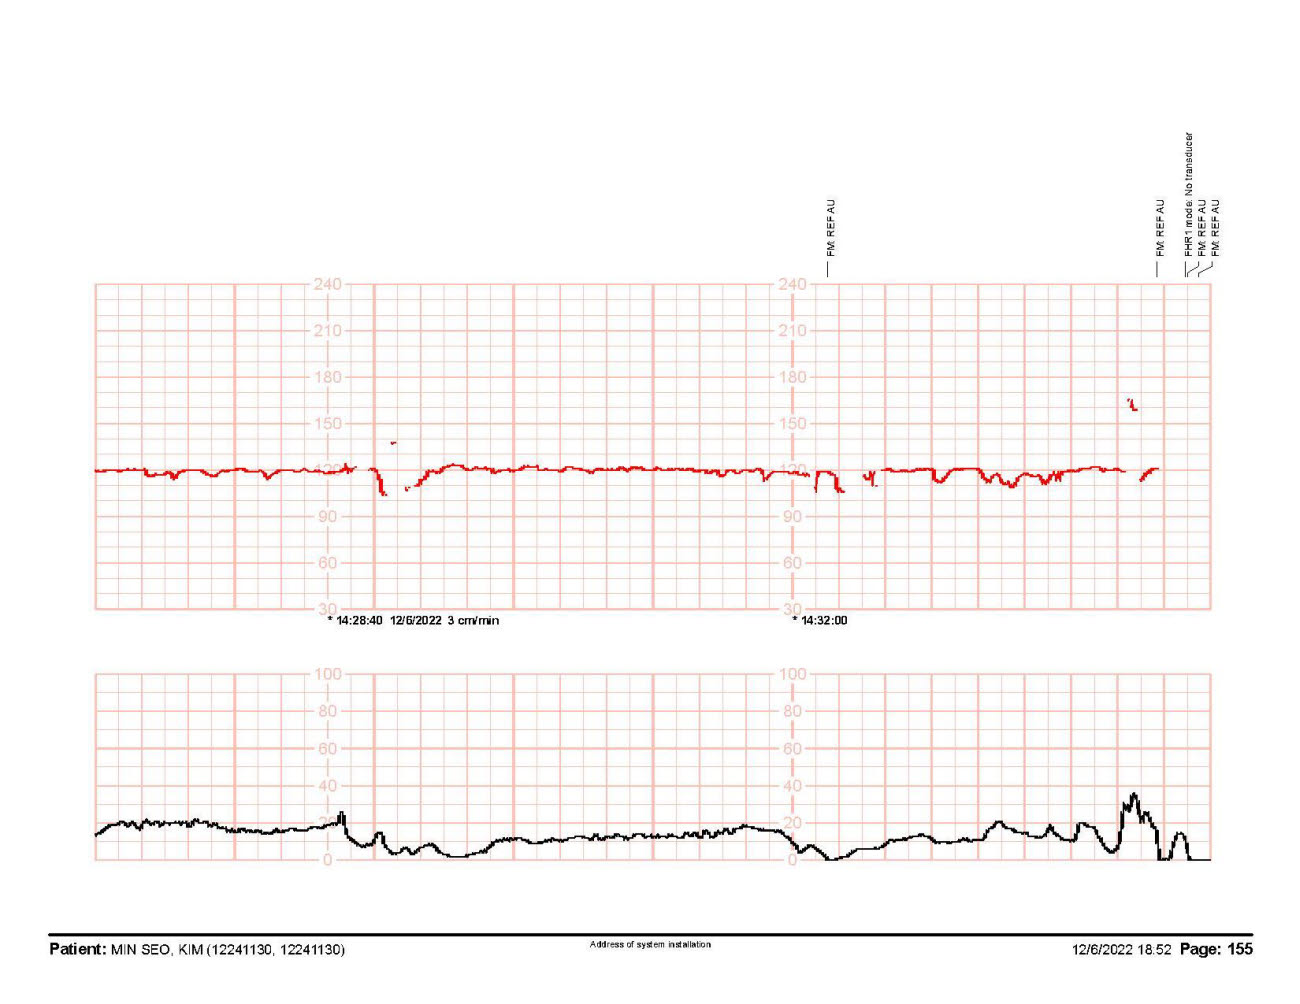 FM: REF AU
FM: REF AU
FHR1 mode: No transducer
FM: REF AU
FM: REF AU
240 240
210 210
180 180
150 150
120 120
90 90
60 60
30 30
* 14:28:40 12/6/2022 3 cm/min * 14:32:00
100 100
80 80
60 60
40 40
20 20
0 0
Patient: MIN SEO, KIM (12241130, 12241130) Address of system installation 12/6/2022 18:52 Page: 155